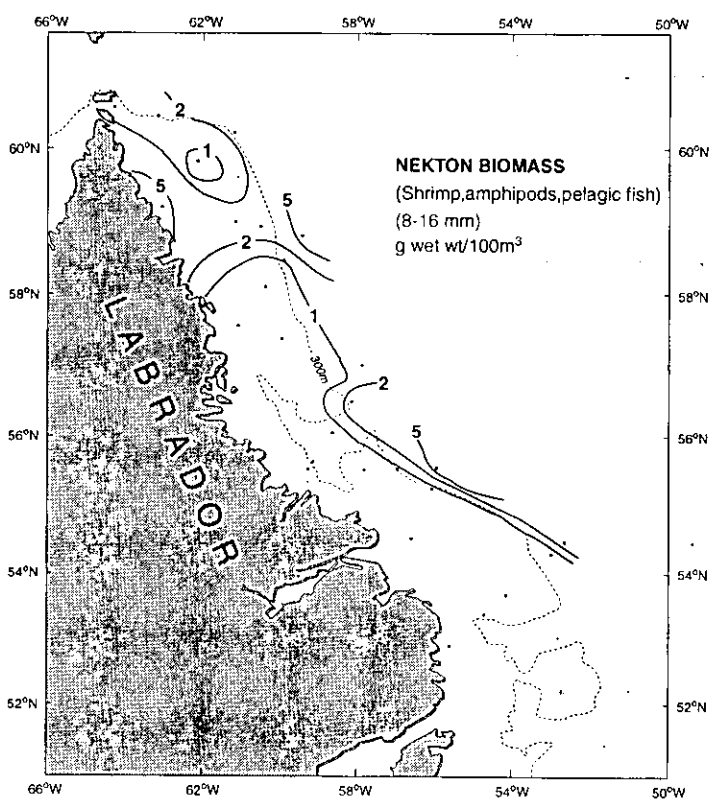 66°W 62°W 58°W 54°W 50°W
2
60°N 1 60°N
NEKTON BIOMASS
5 (Shrimp,amphipods,pelagic fish)
5 (8-16 mm)
2 g wet wt/100m³
58°N 58°N
1
LABRADOR
300m
2
56°N 5 56°N
54°N 54°N
52°N 52°N
66°W 62°W 58°W 54°W 50°W